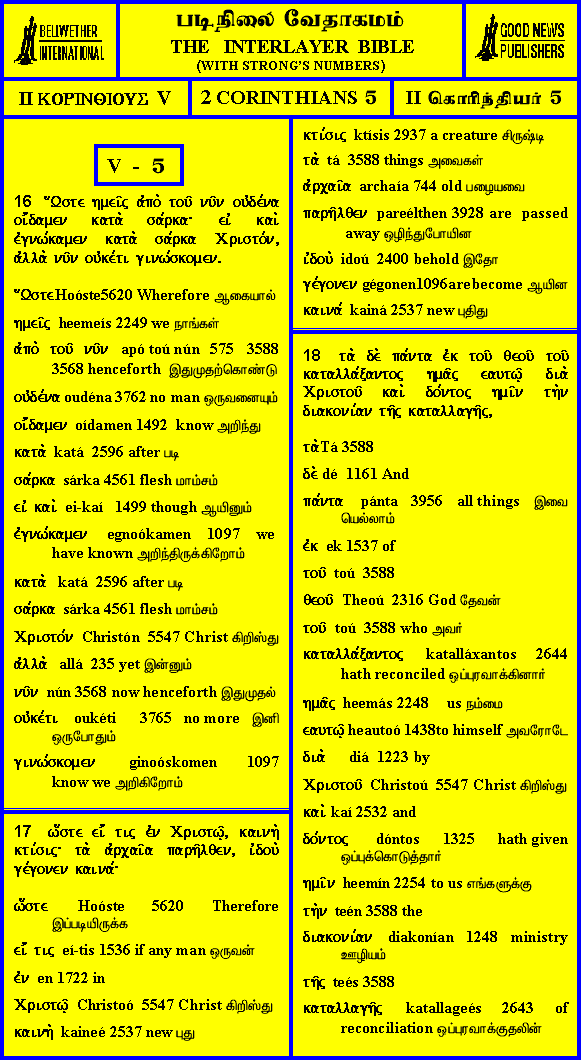 BELIWETHER
INTERNATIONAL
படிநிலை வேதாகமம்
THE INTERLAYER BIBLE
(WITH STRONG'S NUMBERS)
GOOD NEWS
PUBLISHERS
II ΚΟΡΙΝΘΙΟΥΣ V
2 CORINTHIANS 5
II கொரிந்தியர் 5
V - 5
16 Ὥστε ημεῖς ἀπὸ τοῦ νῦν οὐδένα
οἴδαμεν κατὰ σάρκα· εἰ καὶ
ἐγνώκαμεν κατὰ σάρκα Χριστόν,
ἀλλὰ νῦν οὐκέτι γινώσκομεν.
Ὥστε Hoóste 5620 Wherefore ஆகையால்
ημεῖς heemeís 2249 we நாங்கள்
ἀπὸ τοῦ νῦν apó toú nún 575 3588
3568 henceforth இதுமுதற்கொண்டு
οὐδένα oudéna 3762 no man ஒருவனையும்
οἴδαμεν oídamen 1492 know அறிந்து
κατὰ katá 2596 after படி
σάρκα sárka 4561 flesh மாம்சம்
εἰ καὶ ei-kaí 1499 though ஆயினும்
ἐγνώκαμεν egnoókamen 1097 we
have known அறிந்திருக்கிறோம்
κατὰ katá 2596 after படி
σάρκα sárka 4561 flesh மாம்சம்
Χριστόν Christón 5547 Christ கிறிஸ்து
ἀλλὰ allá 235 yet இன்னும்
νῦν nún 3568 now henceforth இதுமுதல்
οὐκέτι oukéti 3765 no more இனி
ஒருபோதும்
γινώσκομεν ginoóskomen 1097
know we அறிகிறோம்
17 ὥστε εἴ τις ἐν Χριστῷ, καινὴ
κτίσις· τὰ ἀρχαῖα παρῆλθεν, ἰδοὺ
γέγονεν καινά·
ὥστε Hoóste 5620 Therefore
இப்படியிருக்க
εἴ τις eí-tis 1536 if any man ஒருவன்
ἐν en 1722 in
Χριστῷ Christoó 5547 Christ கிறிஸ்து
καινὴ kaineé 2537 new புது
κτίσις ktísis 2937 a creature சிருஷ்டி
τὰ tá 3588 things அவைகள்
ἀρχαῖα archaía 744 old பழையவை
παρῆλθεν pareélthen 3928 are passed
away ஒழிந்துபோயின
ἰδοὺ idoú 2400 behold இதோ
γέγονεν gégonen1096arebecome ஆயின
καινά kainá 2537 new புதிது
18 τὰ δὲ πάντα ἐκ τοῦ θεοῦ τοῦ
καταλλάξαντος ημᾶς εαυτῷ διὰ
Χριστοῦ καὶ δόντος ημῖν τὴν
διακονίαν τῆς καταλλαγῆς,
τὰ Tá 3588
δὲ dé 1161 And
πάντα pánta 3956 all things இவை
யெல்லாம்
ἐκ ek 1537 of
τοῦ toú 3588
θεοῦ Theoú 2316 God தேவன்
τοῦ toú 3588 who அவர்
καταλλάξαντος katalláxantos 2644
hath reconciled ஒப்புரவாக்கினார்
ημᾶς heemás 2248 us நம்மை
εαυτῷ heautoó 1438to himself அவரோடே
διὰ diá 1223 by
Χριστοῦ Christoú 5547 Christ கிறிஸ்து
καὶ kaí 2532 and
δόντος dóntos 1325 hath given
ஒப்புக்கொடுத்தார்
ημῖν heemín 2254 to us எங்களுக்கு
τὴν teén 3588 the
διακονίαν diakonían 1248 ministry
ஊழியம்
τῆς teés 3588
καταλλαγῆς katallageés 2643 of
reconciliation ஒப்புரவாக்குதலின்